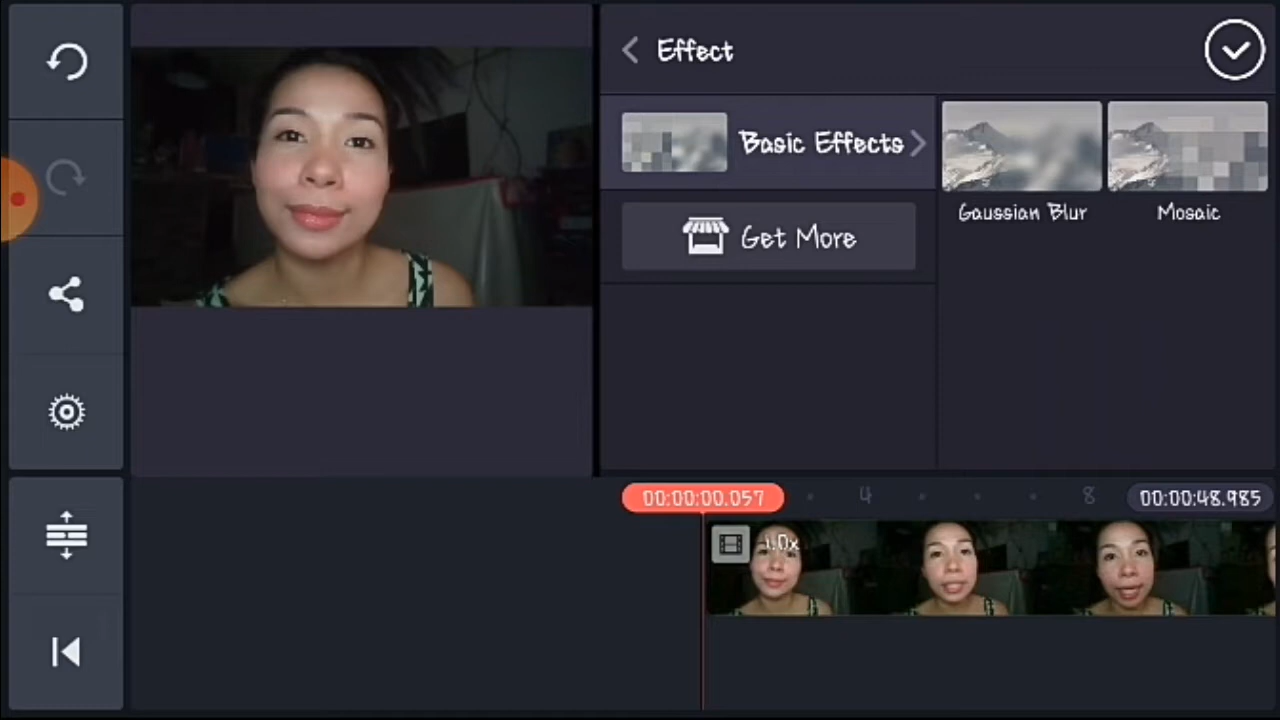 Effect
Basic Effects
Get More
Gaussian Blur
Mosaic
00:00:00.057
4
8
00:00:48.985
1.0x